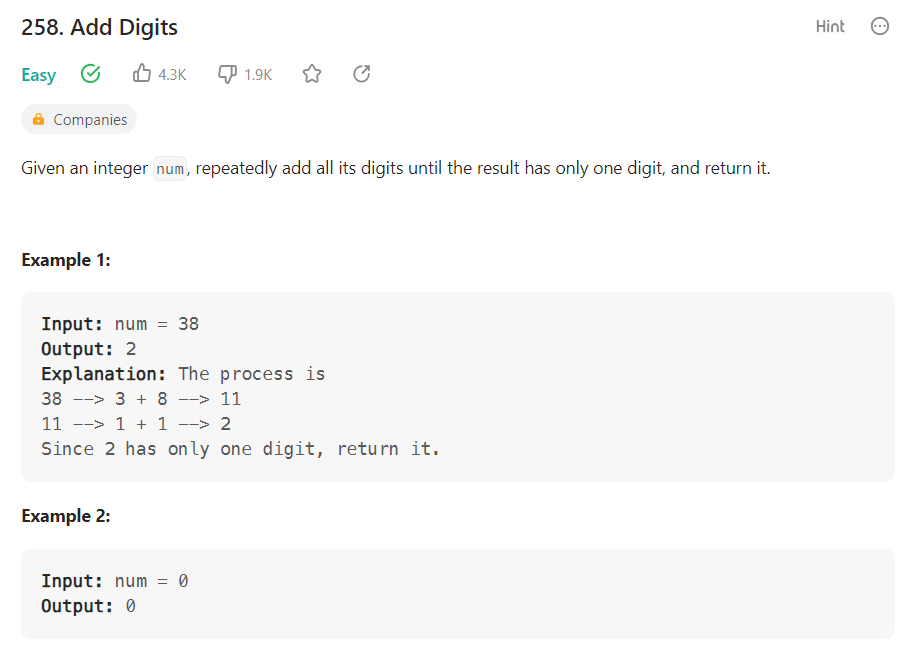 258. Add Digits
Hint
Easy 4.3K 1.9K
Companies
Given an integer num, repeatedly add all its digits until the result has only one digit, and return it.
Example 1:
Input: num = 38
Output: 2
Explanation: The process is
38 --> 3 + 8 --> 11
11 --> 1 + 1 --> 2
Since 2 has only one digit, return it.
Example 2:
Input: num = 0
Output: 0